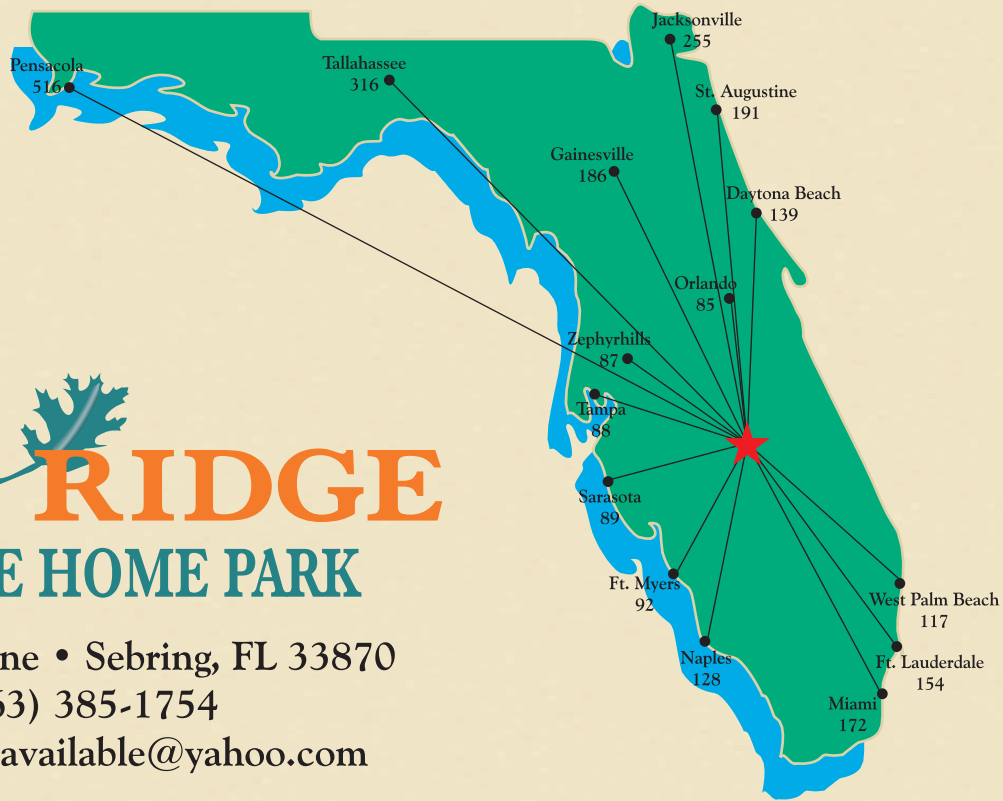 Jacksonville
255
Pensacola
516
Tallahassee
316
St. Augustine
191
Gainesville
186
Daytona Beach
139
Orlando
85
Zephyrhills
87
Tampa
88
Sarasota
89
Ft. Myers
92
West Palm Beach
117
Naples
128
Ft. Lauderdale
154
Miami
172
RIDGE
E HOME PARK
ne • Sebring, FL 33870
63) 385-1754
available@yahoo.com